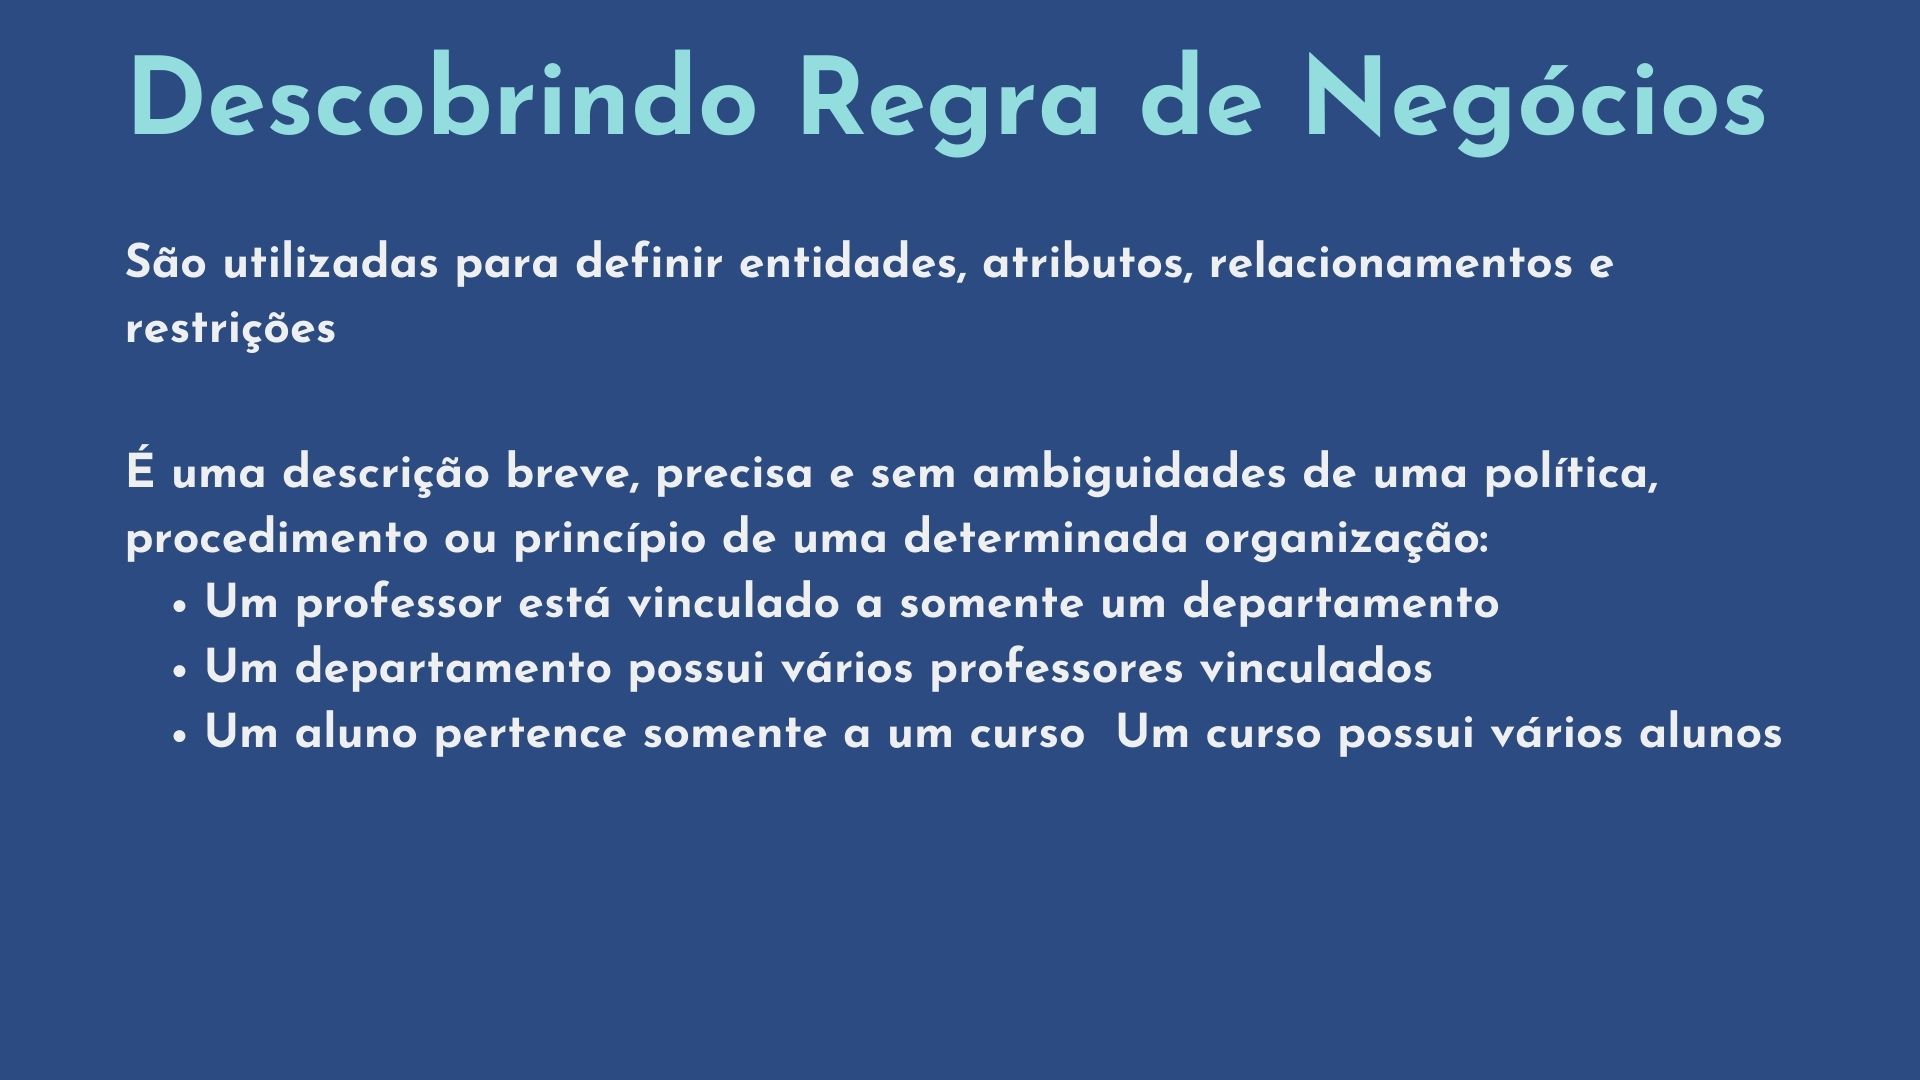 Descobrindo Regra de Negócios
São utilizadas para definir entidades, atributos, relacionamentos e
restrições
É uma descrição breve, precisa e sem ambiguidades de uma política,
procedimento ou princípio de uma determinada organização:
• Um professor está vinculado a somente um departamento
• Um departamento possui vários professores vinculados
• Um aluno pertence somente a um curso  Um curso possui vários alunos